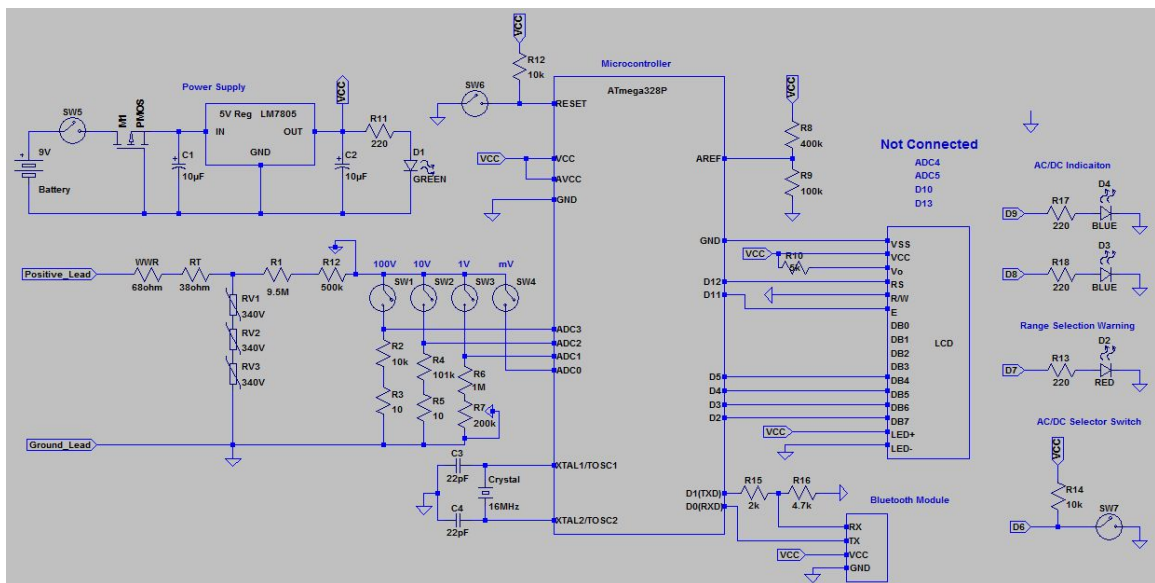 VCC
R12
10k
SW6
Microcontroller
ATmega328P
RESET
VCC
AVCC
GND
VCC
Power Supply
SW5
M1
PMOS
5V Reg LM7805
IN
OUT
GND
VCC
R11
220
D1
GREEN
9V
Battery
C1
10µF
C2
10µF
AREF
VCC
R8
400k
R9
100k
Not Connected
ADC4
ADC5
D10
D13
AC/DC Indicaiton
D4
D9
R17
220
BLUE
D3
D8
R18
220
BLUE
Range Selection Warning
D2
D7
R13
220
RED
AC/DC Selector Switch
VCC
R14
10k
D6
SW7
Positive_Lead
WWR
68ohm
RT
38ohm
R1
9.5M
R12
500k
RV1
340V
RV2
340V
RV3
340V
Ground_Lead
100V
10V
1V
mV
SW1
SW2
SW3
SW4
ADC3
ADC2
ADC1
ADC0
R2
10k
R3
10
R4
101k
R5
10
R6
1M
R7
200k
C3
22pF
C4
22pF
Crystal
16MHz
XTAL1/TOSC1
XTAL2/TOSC2
GND
D12
D11
D5
D4
D3
D2
D1(TXD)
D0(RXD)
VCC
R10
5k
VSS
VCC
Vo
RS
R/W
E
DB0
DB1
DB2
DB3
DB4
DB5
DB6
DB7
LED+
LED-
LCD
VCC
R15
2k
R16
4.7k
Bluetooth Module
RX
TX
VCC
GND
VCC